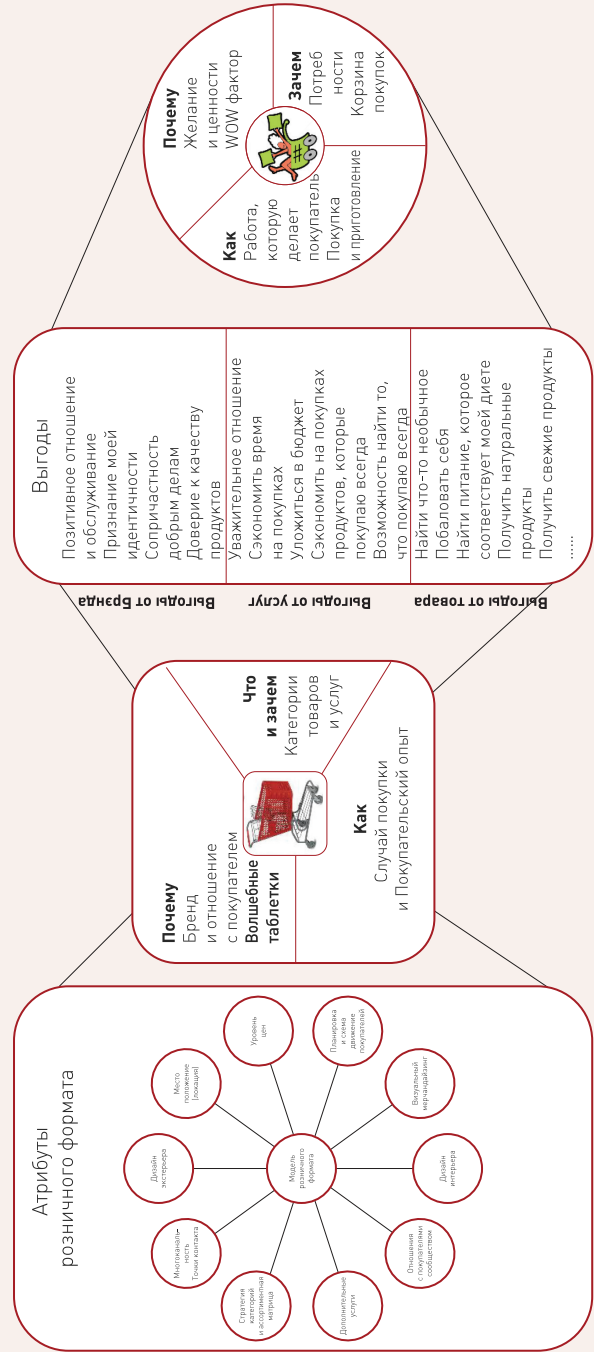 Атрибуты
розничного формата
Модель
розничного
формата
Дизайн
экстерьера
Место
положение
(локация)
Уровень
цен
Планировка
и схема
движение
покупателей
Визуальный
мерчандайзинг
Дизайн
интерьера
Отношения
с покупателями
сообществом
Дополнительные
услуги
Стратегия
категорий
и ассортиментная
матрица
Многоканаль-
ность
Точки контакта
Почему
Бренд
и отношение
с покупателем
Волшебные
таблетки
Что
и зачем
Категории
товаров
и услуг
Как
Случай покупки
и Покупательский опыт
Выгоды
Выгоды от Брэнда
Позитивное отношение
и обслуживание
Признание моей
идентичности
Сопричастность
добрым делам
Доверие к качеству
продуктов
Выгоды от услуг
Уважительное отношение
Сэкономить время
на покупках
Уложиться в бюджет
Сэкономить на покупках
продуктов, которые
покупаю всегда
Возможность найти то,
что покупаю всегда
Выгоды от товара
Найти что-то необычное
Побаловать себя
Найти питание, которое
соответствует моей диете
Получить натуральные
продукты
Получить свежие продукты
......
Почему
Желание
и ценности
WOW фактор
Зачем
Потреб
ности
Корзина
покупок
Как
Работа,
которую
делает
покупатель
Покупка
и приготовление